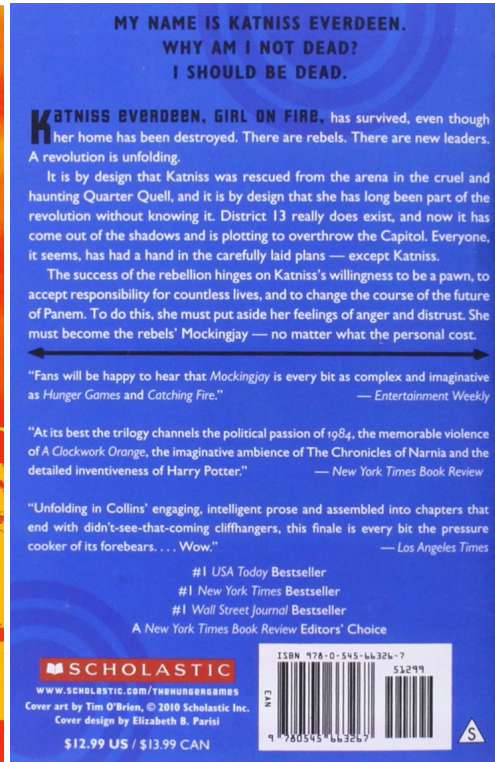 MY NAME IS KATNISS EVERDEEN.
WHY AM I NOT DEAD?
I SHOULD BE DEAD.
KATNISS EVERDEEN, GIRL ON FIRE, has survived, even though
her home has been destroyed. There are rebels. There are new leaders.
A revolution is unfolding.
It is by design that Katniss was rescued from the arena in the cruel and
haunting Quarter Quell, and it is by design that she has long been part of the
revolution without knowing it. District 13 really does exist, and now it has
come out of the shadows and is plotting to overthrow the Capitol. Everyone,
it seems, has had a hand in the carefully laid plans — except Katniss.
The success of the rebellion hinges on Katniss's willingness to be a pawn, to
accept responsibility for countless lives, and to change the course of the future
of Panem. To do this, she must put aside her feelings of anger and distrust. She
must become the rebels' Mockingjay — no matter what the personal cost.
"Fans will be happy to hear that Mockingjay is every bit as complex and imaginative
as Hunger Games and Catching Fire." — Entertainment Weekly
"At its best the trilogy channels the political passion of 1984, the memorable violence
of A Clockwork Orange, the imaginative ambience of The Chronicles of Narnia and the
detailed inventiveness of Harry Potter." — New York Times Book Review
"Unfolding in Collins' engaging, intelligent prose and assembled into chapters that
end with didn't-see-that-coming cliffhangers, this finale is every bit the pressure
cooker of its forebears. . . . Wow." — Los Angeles Times
#1 USA Today Bestseller
#1 New York Times Bestseller
#1 Wall Street Journal Bestseller
A New York Times Book Review Editors' Choice
SCHOLASTIC
www.scholastic.com/thehungergames
Cover art by Tim O'Brien, © 2010 Scholastic Inc.
Cover design by Elizabeth B. Parisi
$12.99 US / $13.99 CAN
ISBN 978-0-545-66326-7
51299
EAN
9 780545 663267
S